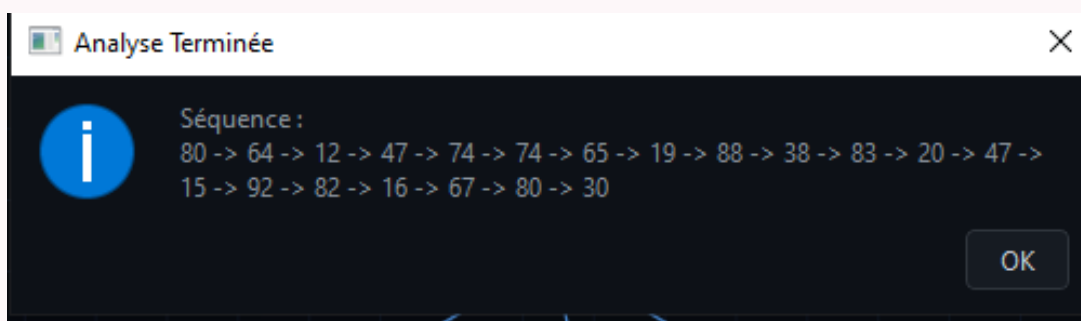 Analyse Terminée
Séquence :
80 -> 64 -> 12 -> 47 -> 74 -> 74 -> 65 -> 19 -> 88 -> 38 -> 83 -> 20 -> 47 ->
15 -> 92 -> 82 -> 16 -> 67 -> 80 -> 30
OK